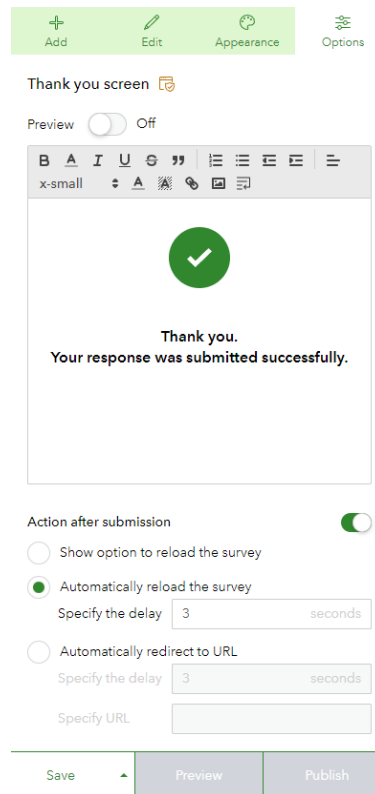 Add Edit Appearance Options
Thank you screen
Preview Off
B A I U S ”
x-small A A
Thank you.
Your response was submitted successfully.
Action after submission
Show option to reload the survey
Automatically reload the survey
Specify the delay 3 seconds
Automatically redirect to URL
Specify the delay 3 seconds
Specify URL
Save Preview Publish